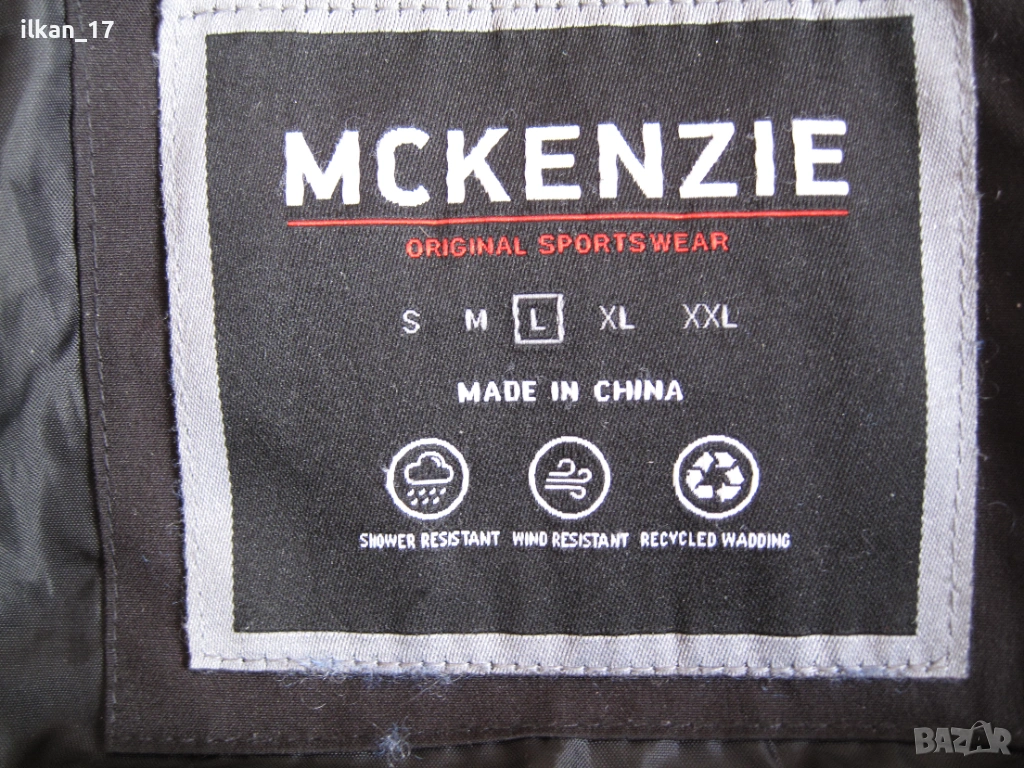 ilkan_17
MCKENZIE
ORIGINAL SPORTSWEAR
S M L XL XXL
MADE IN CHINA
SHOWER RESISTANT WIND RESISTANT RECYCLED WADDING
BAZAR